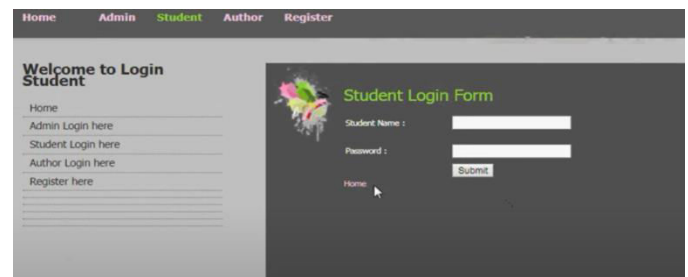 Home Admin Student Author Register
Welcome to Login
Student
Home
Admin Login here
Student Login here
Author Login here
Register here
Student Login Form
Student Name :
Password :
Submit
Home